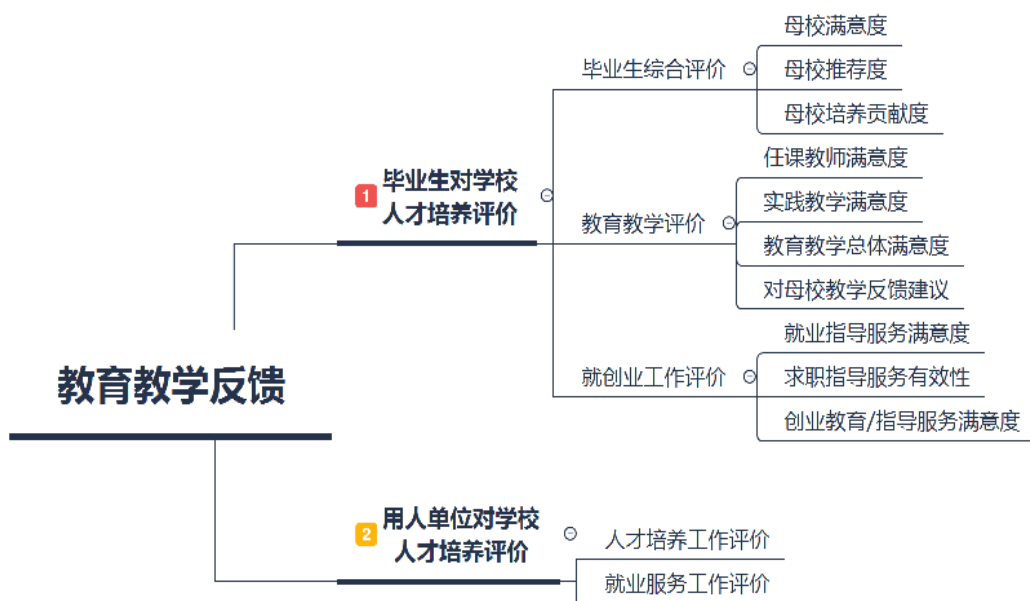 教育教学反馈
1
毕业生对学校
人才培养评价
毕业生综合评价
母校满意度
母校推荐度
母校培养贡献度
教育教学评价
任课教师满意度
实践教学满意度
教育教学总体满意度
对母校教学反馈建议
就创业工作评价
就业指导服务满意度
求职指导服务有效性
创业教育/指导服务满意度
2
用人单位对学校
人才培养评价
人才培养工作评价
就业服务工作评价